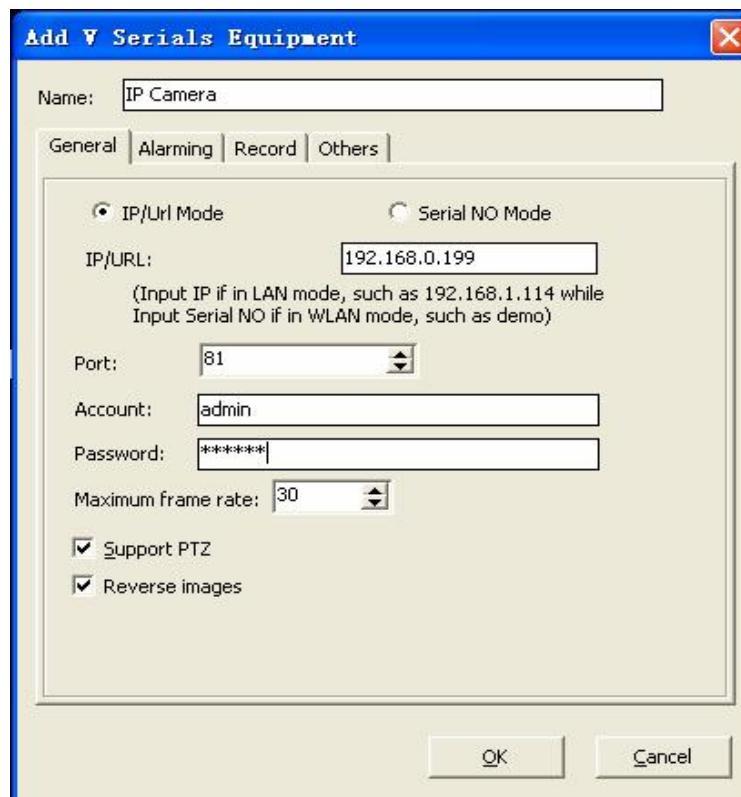 Add V Serials Equipment
Name: IP Camera
General Alarming Record Others
IP/Url Mode Serial NO Mode
IP/URL: 192.168.0.199
(Input IP if in LAN mode, such as 192.168.1.114 while
Input Serial NO if in WLAN mode, such as demo)
Port: 81
Account: admin
Password: ******
Maximum frame rate: 30
Support PTZ
Reverse images
OK Cancel